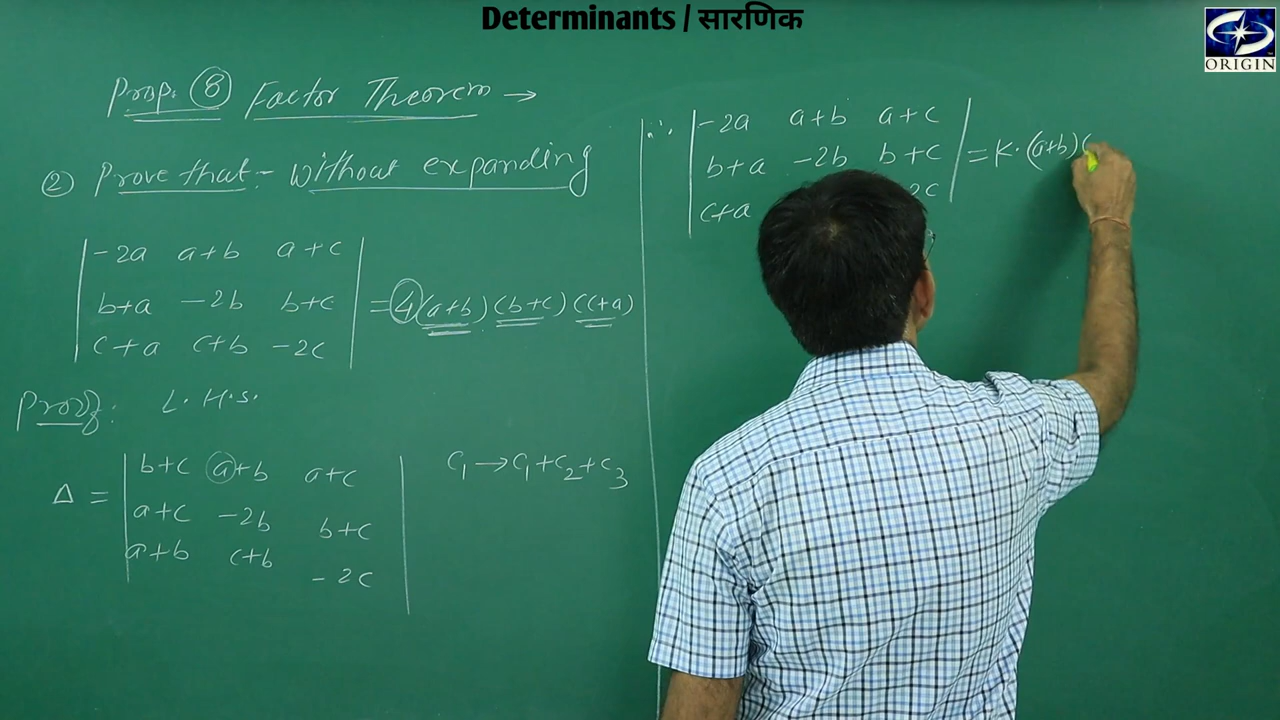 Determinants / सारणिक
ORIGIN
Prop. 8 Factor Theorem →
2) Prove that:- without expanding
| -2a a+b a+c |
| b+a -2b b+c | = 4(a+b)(b+c)(c+a)
| c+a c+b -2c |
Proof: L.H.S.
| b+c a+b a+c | C1→C1+C2+C3
Δ = | a+c -2b b+c |
| a+b c+b -2c |
∴ | -2a a+b a+c |
| b+a -2b b+c | = K·(a+b)(
c+a 2c |